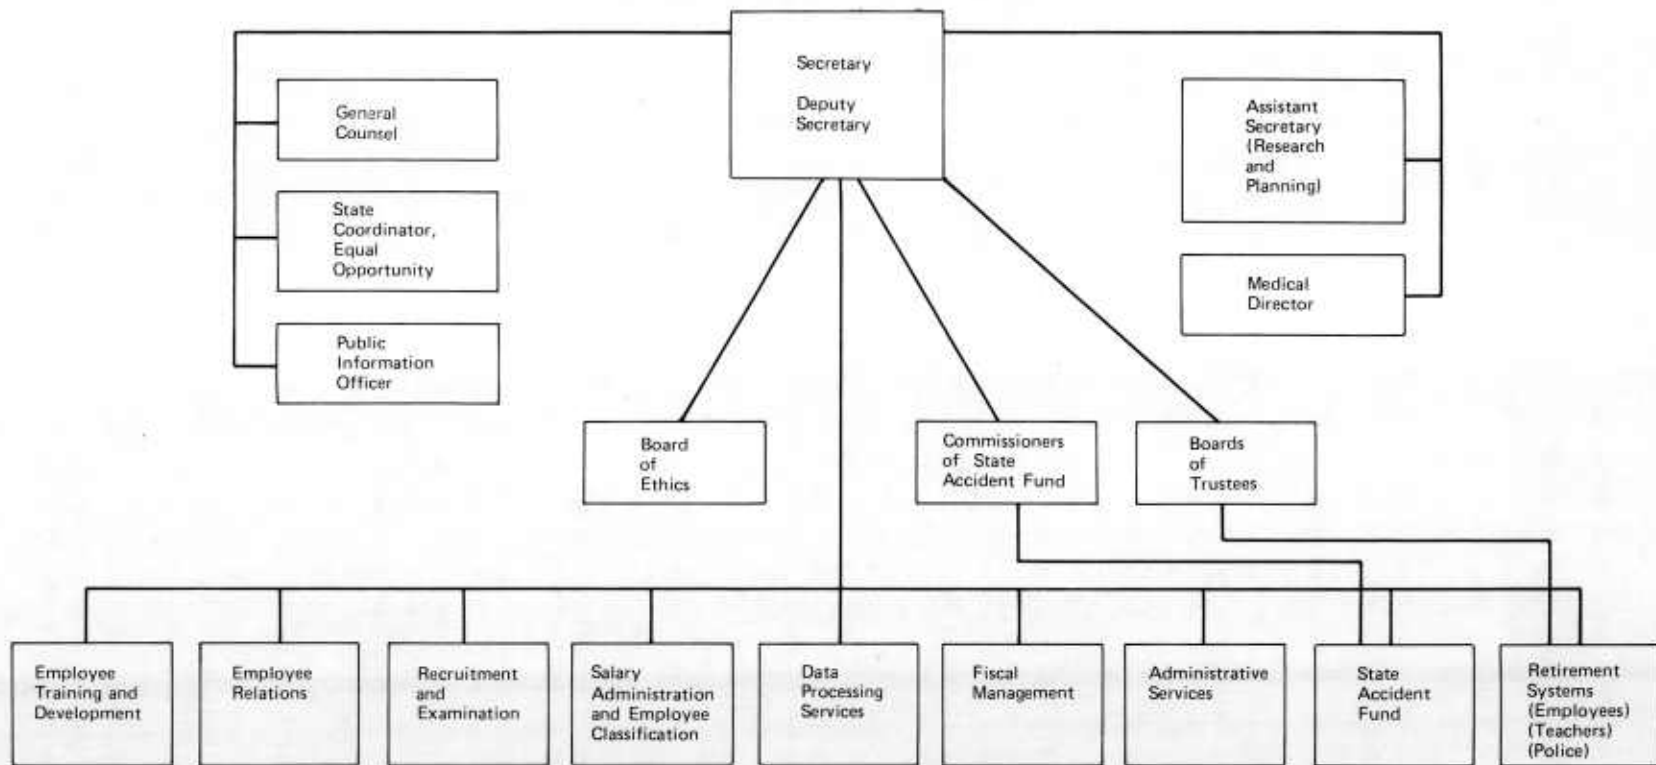 Secretary
Deputy
Secretary
General
Counsel
State
Coordinator,
Equal
Opportunity
Public
Information
Officer
Assistant
Secretary
(Research
and
Planning)
Medical
Director
Board
of
Ethics
Commissioners
of State
Accident Fund
Boards
of
Trustees
Employee
Training and
Development
Employee
Relations
Recruitment
and
Examination
Salary
Administration
and Employee
Classification
Data
Processing
Services
Fiscal
Management
Administrative
Services
State
Accident
Fund
Retirement
Systems
(Employees)
(Teachers)
(Police)